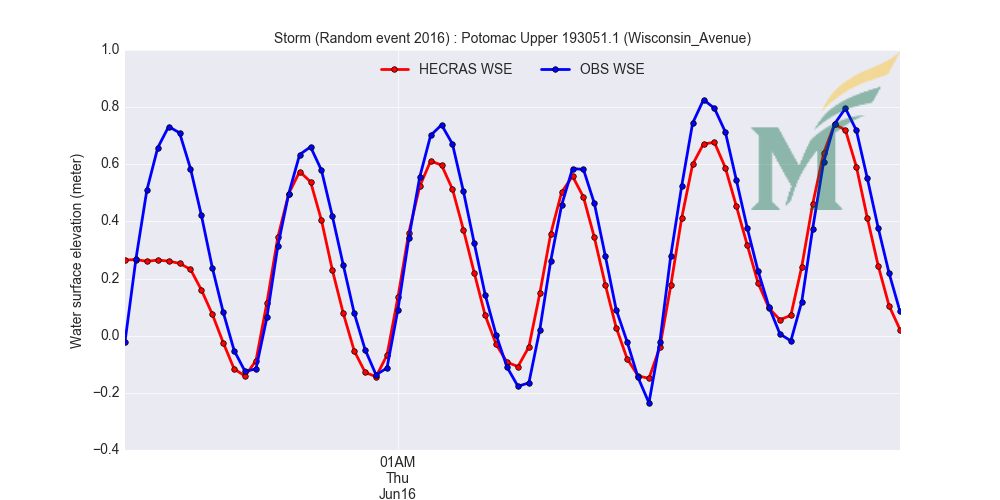 Storm (Random event 2016) : Potomac Upper 193051.1 (Wisconsin_Avenue)
HECRAS WSE
OBS WSE
Water surface elevation (meter)
1.0
0.8
0.6
0.4
0.2
0.0
−0.2
−0.4
01AM
Thu
Jun16
M